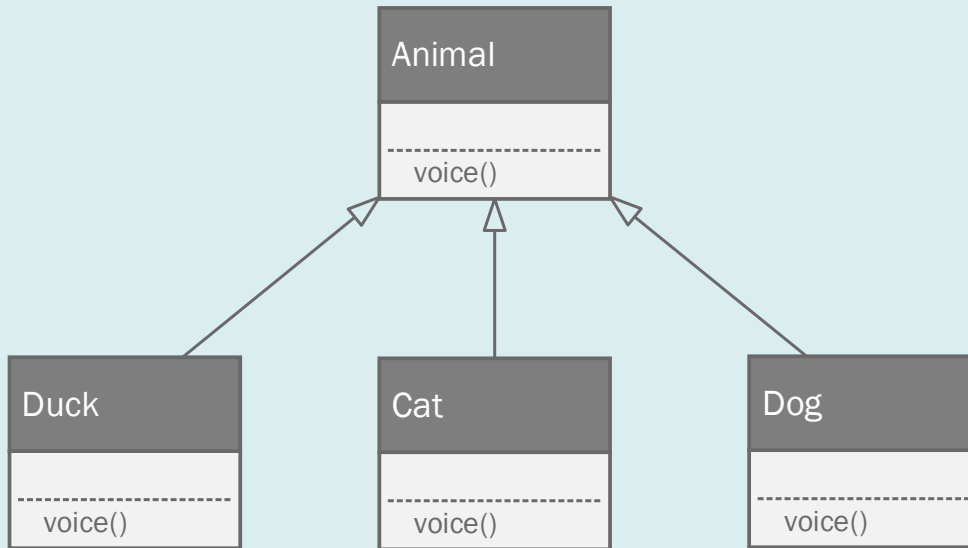 Animal
voice()
Duck
Cat
Dog
voice()
voice()
voice()